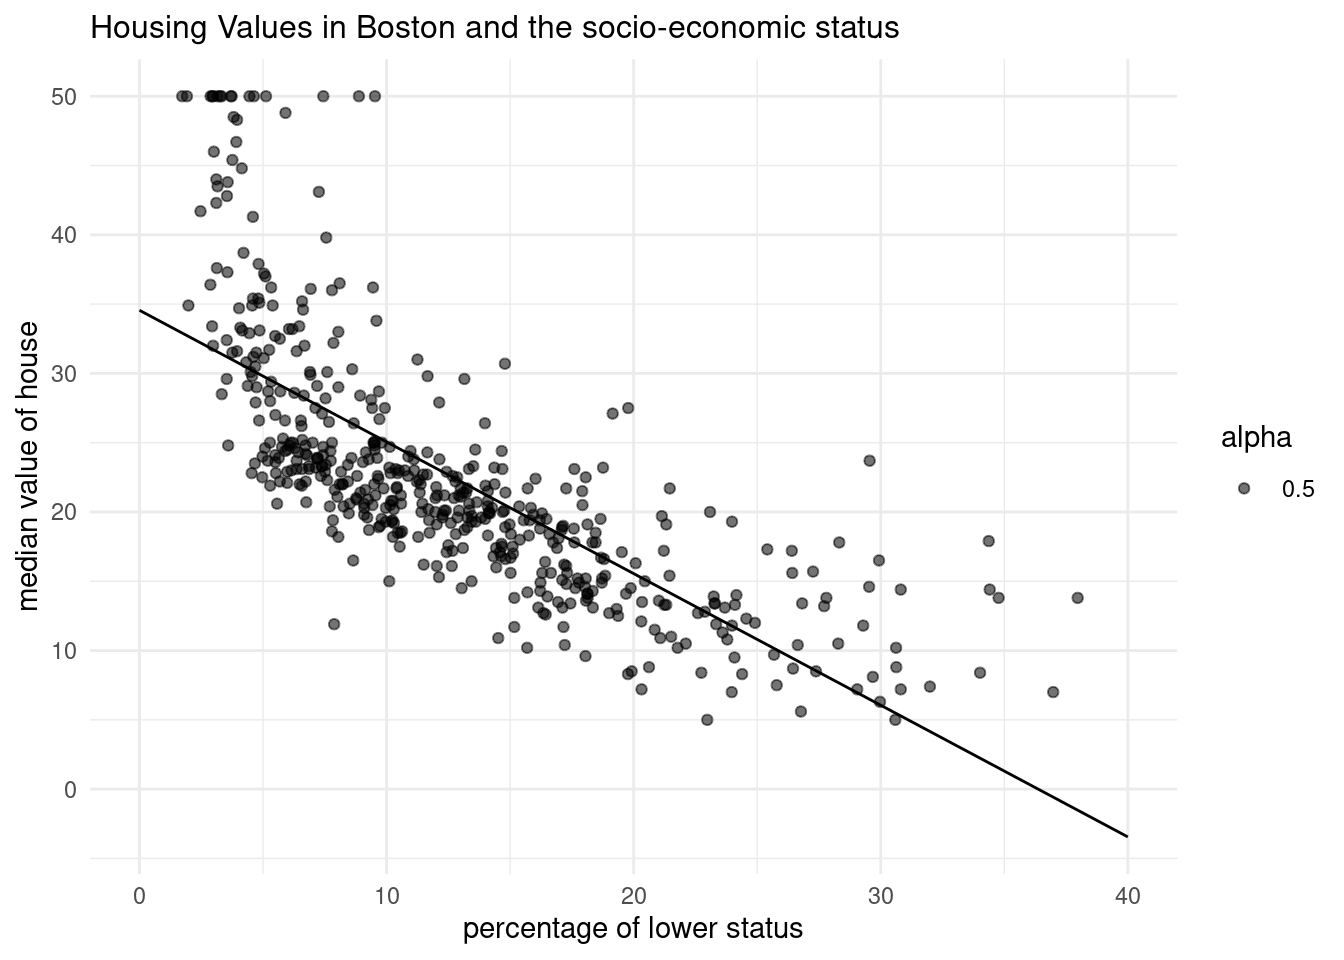 Housing Values in Boston and the socio-economic status
median value of house
50
40
30
20
10
0
0 10 20 30 40
percentage of lower status
alpha
0.5